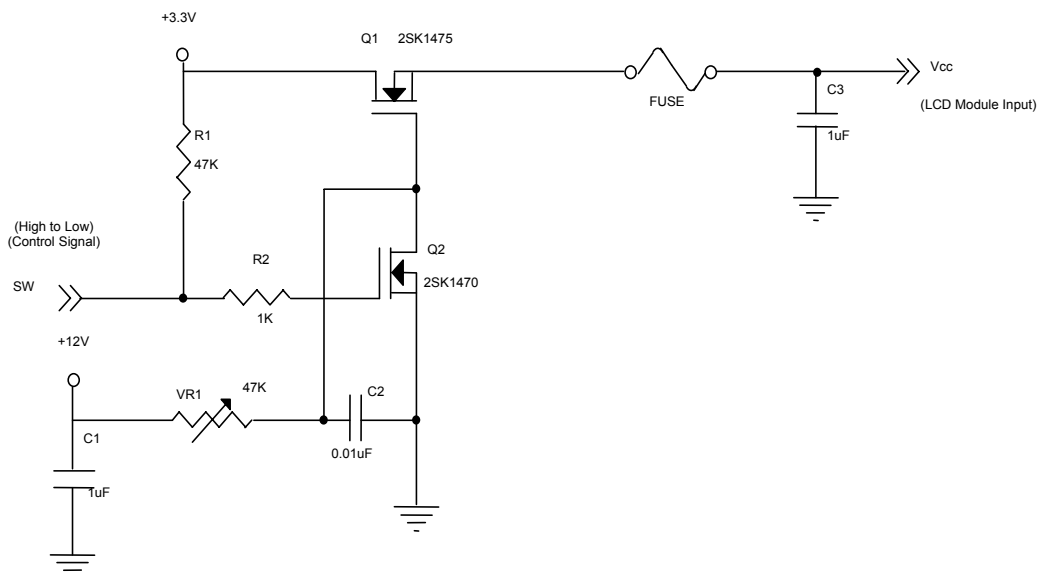 +3.3V
Q1 2SK1475
Vcc
(LCD Module Input)
FUSE
C3
1uF
R1
47K
(High to Low)
(Control Signal)
SW
R2
1K
Q2
2SK1470
+12V
VR1
47K
C2
0.01uF
C1
1uF